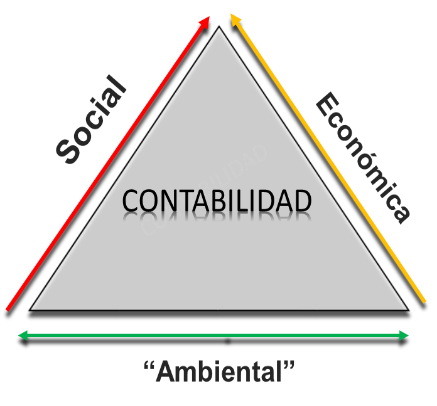 Social
Económica
CONTABILIDAD
“Ambiental”